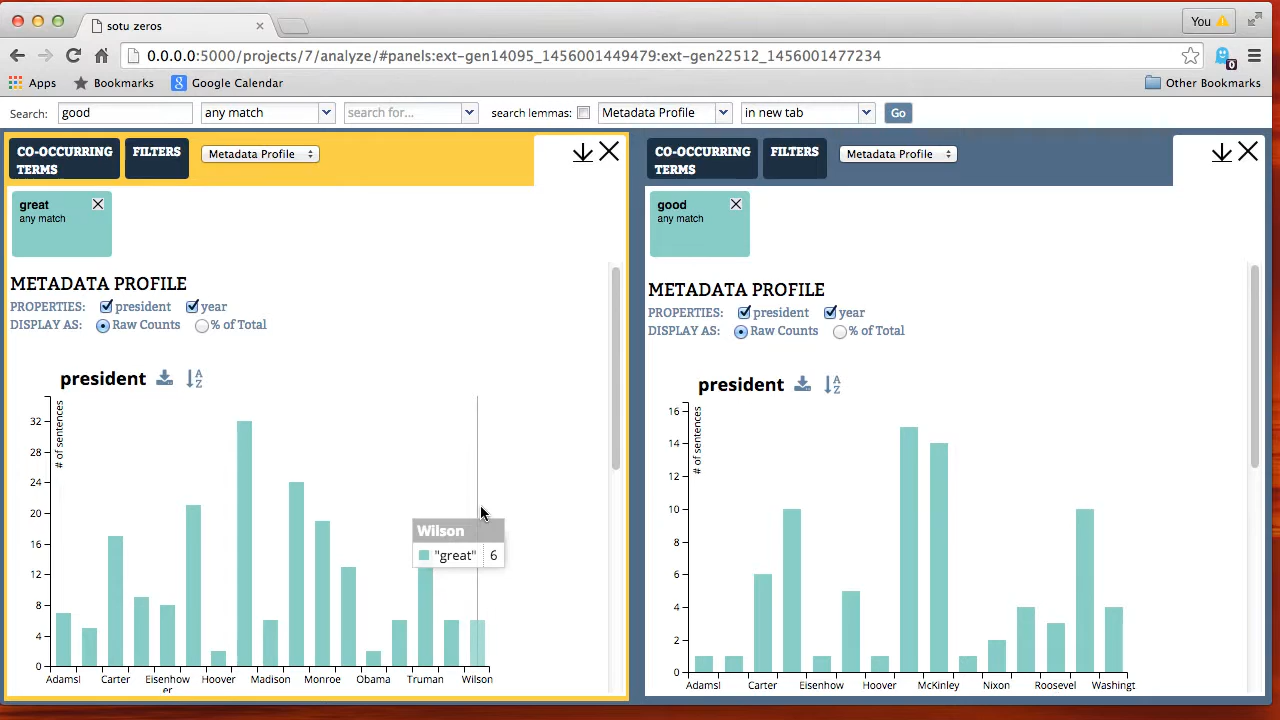 sotu zeros
You
0.0.0.0:5000/projects/7/analyze/#panels:ext-gen14095_1456001449479:ext-gen22512_1456001477234
0
Apps Bookmarks Google Calendar Other Bookmarks
Search: good any match search for... search lemmas: Metadata Profile in new tab Go
CO-OCCURRING TERMS
FILTERS
Metadata Profile
great
any match
METADATA PROFILE
PROPERTIES: president year
DISPLAY AS: Raw Counts % of Total
president
A
Z
# of sentences
32
28
24
20
16
12
8
4
0
Wilson
"great" 6
Adams! Carter Eisenhow Hoover Madison Monroe Obama Truman Wilson
er
CO-OCCURRING TERMS
FILTERS
Metadata Profile
good
any match
METADATA PROFILE
PROPERTIES: president year
DISPLAY AS: Raw Counts % of Total
president
A
Z
# of sentences
16
14
12
10
8
6
4
2
0
Adams! Carter Eisenhow Hoover McKinley Nixon Roosevel Washingt